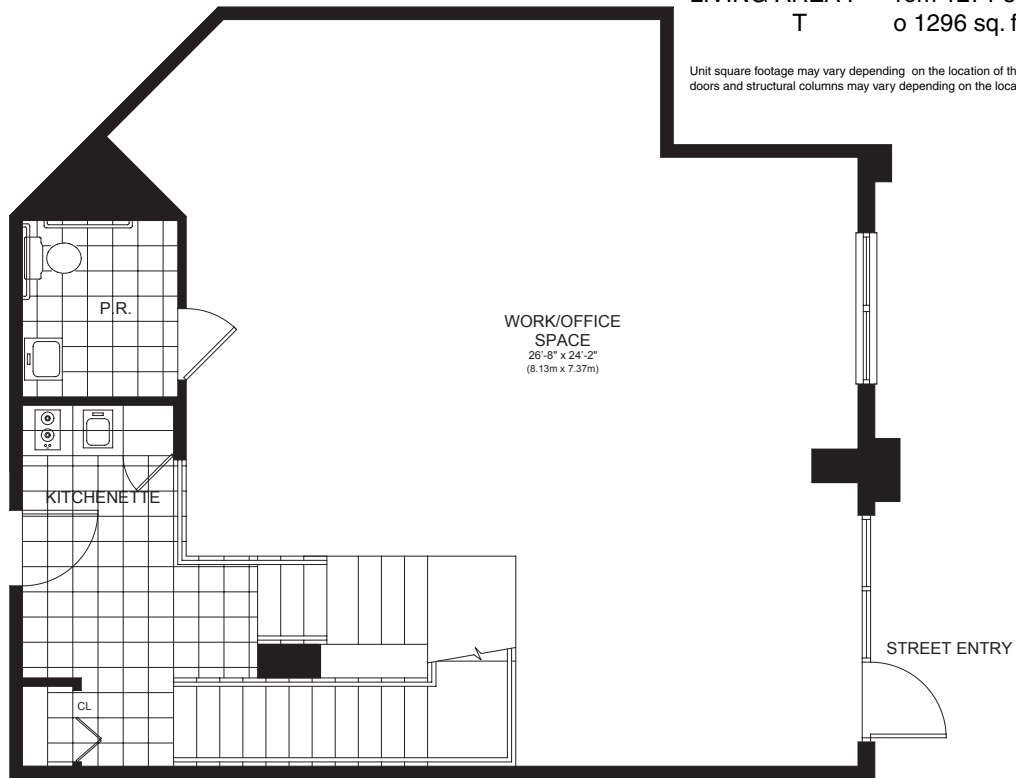 T o 1296 sq. f
Unit square footage may vary depending on the location of th
doors and structural columns may vary depending on the loca
P.R.
WORK/OFFICE
SPACE
26'-8" x 24'-2"
(8.13m x 7.37m)
KITCHENETTE
STREET ENTRY
CL